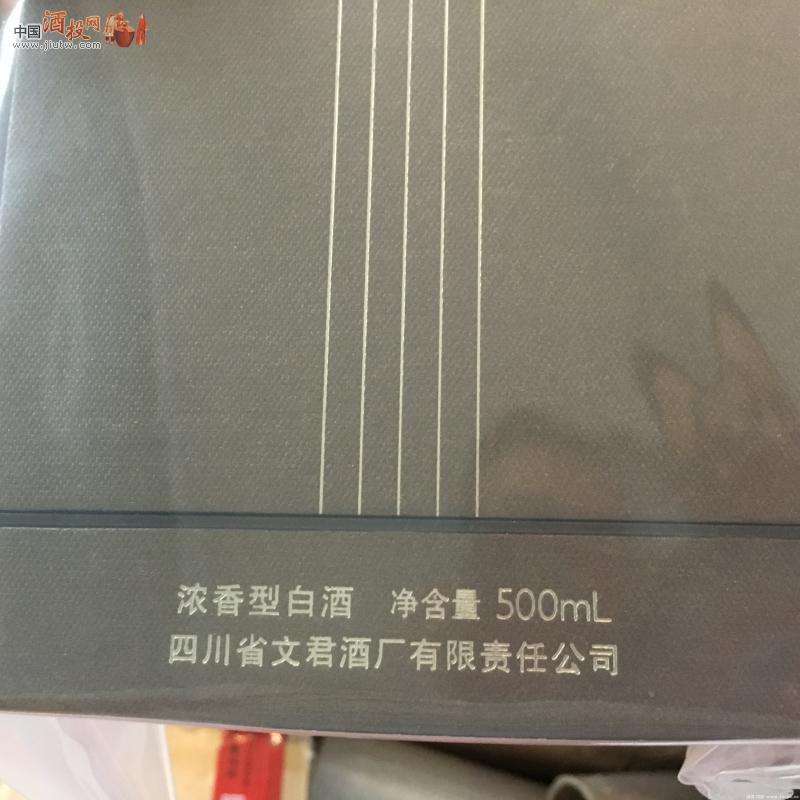 中国酒投网
www.jiutw.com
浓香型白酒 净含量 500mL
四川省文君酒厂有限责任公司